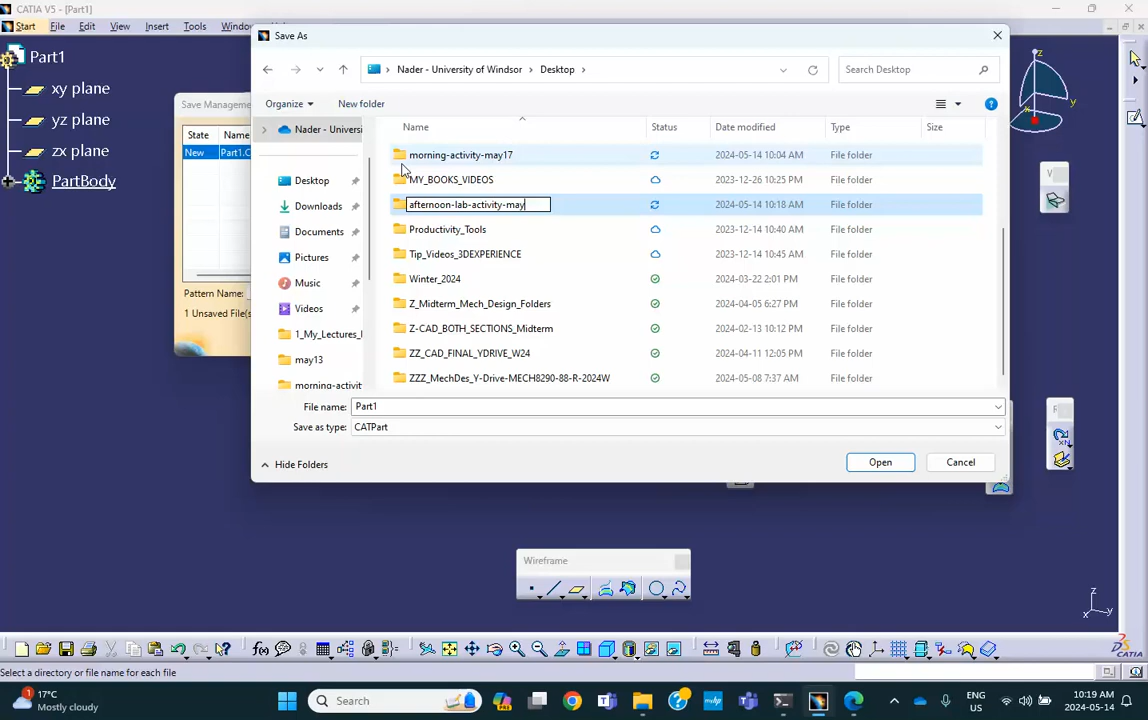 CATIA V5 - [Part1]
Start File Edit View Insert Tools Window
Part1
xy plane
yz plane
zx plane
PartBody
Save Manageme
State Name
New Part1.C
Pattern Name:
1 Unsaved File(s
Save As
Nader - University of Windsor > Desktop >
Search Desktop
Organize New folder
Name Status Date modified Type Size
Nader - Universi
Desktop
Downloads
Documents
Pictures
Music
Videos
1_My_Lectures_
may13
morning-activit
morning-activity-may17 2024-05-14 10:04 AM File folder
MY_BOOKS_VIDEOS 2023-12-26 10:25 PM File folder
afternoon-lab-activity-may 2024-05-14 10:18 AM File folder
Productivity_Tools 2023-12-14 10:40 AM File folder
Tip_Videos_3DEXPERIENCE 2023-12-14 10:45 AM File folder
Winter_2024 2024-03-22 2:01 PM File folder
Z_Midterm_Mech_Design_Folders 2024-04-05 6:27 PM File folder
Z-CAD_BOTH_SECTIONS_Midterm 2024-02-13 10:12 PM File folder
ZZ_CAD_FINAL_YDRIVE_W24 2024-04-11 12:05 PM File folder
ZZZ_MechDes_Y-Drive-MECH8290-88-R-2024W 2024-05-08 7:37 AM File folder
File name: Part1
Save as type: CATPart
Hide Folders
Open Cancel
V
R
z
y
x
Wireframe
z
x y
f(x)
CATIA
Select a directory or file name for each file
17°C
Mostly cloudy
Search
ENG
US
10:19 AM
2024-05-14